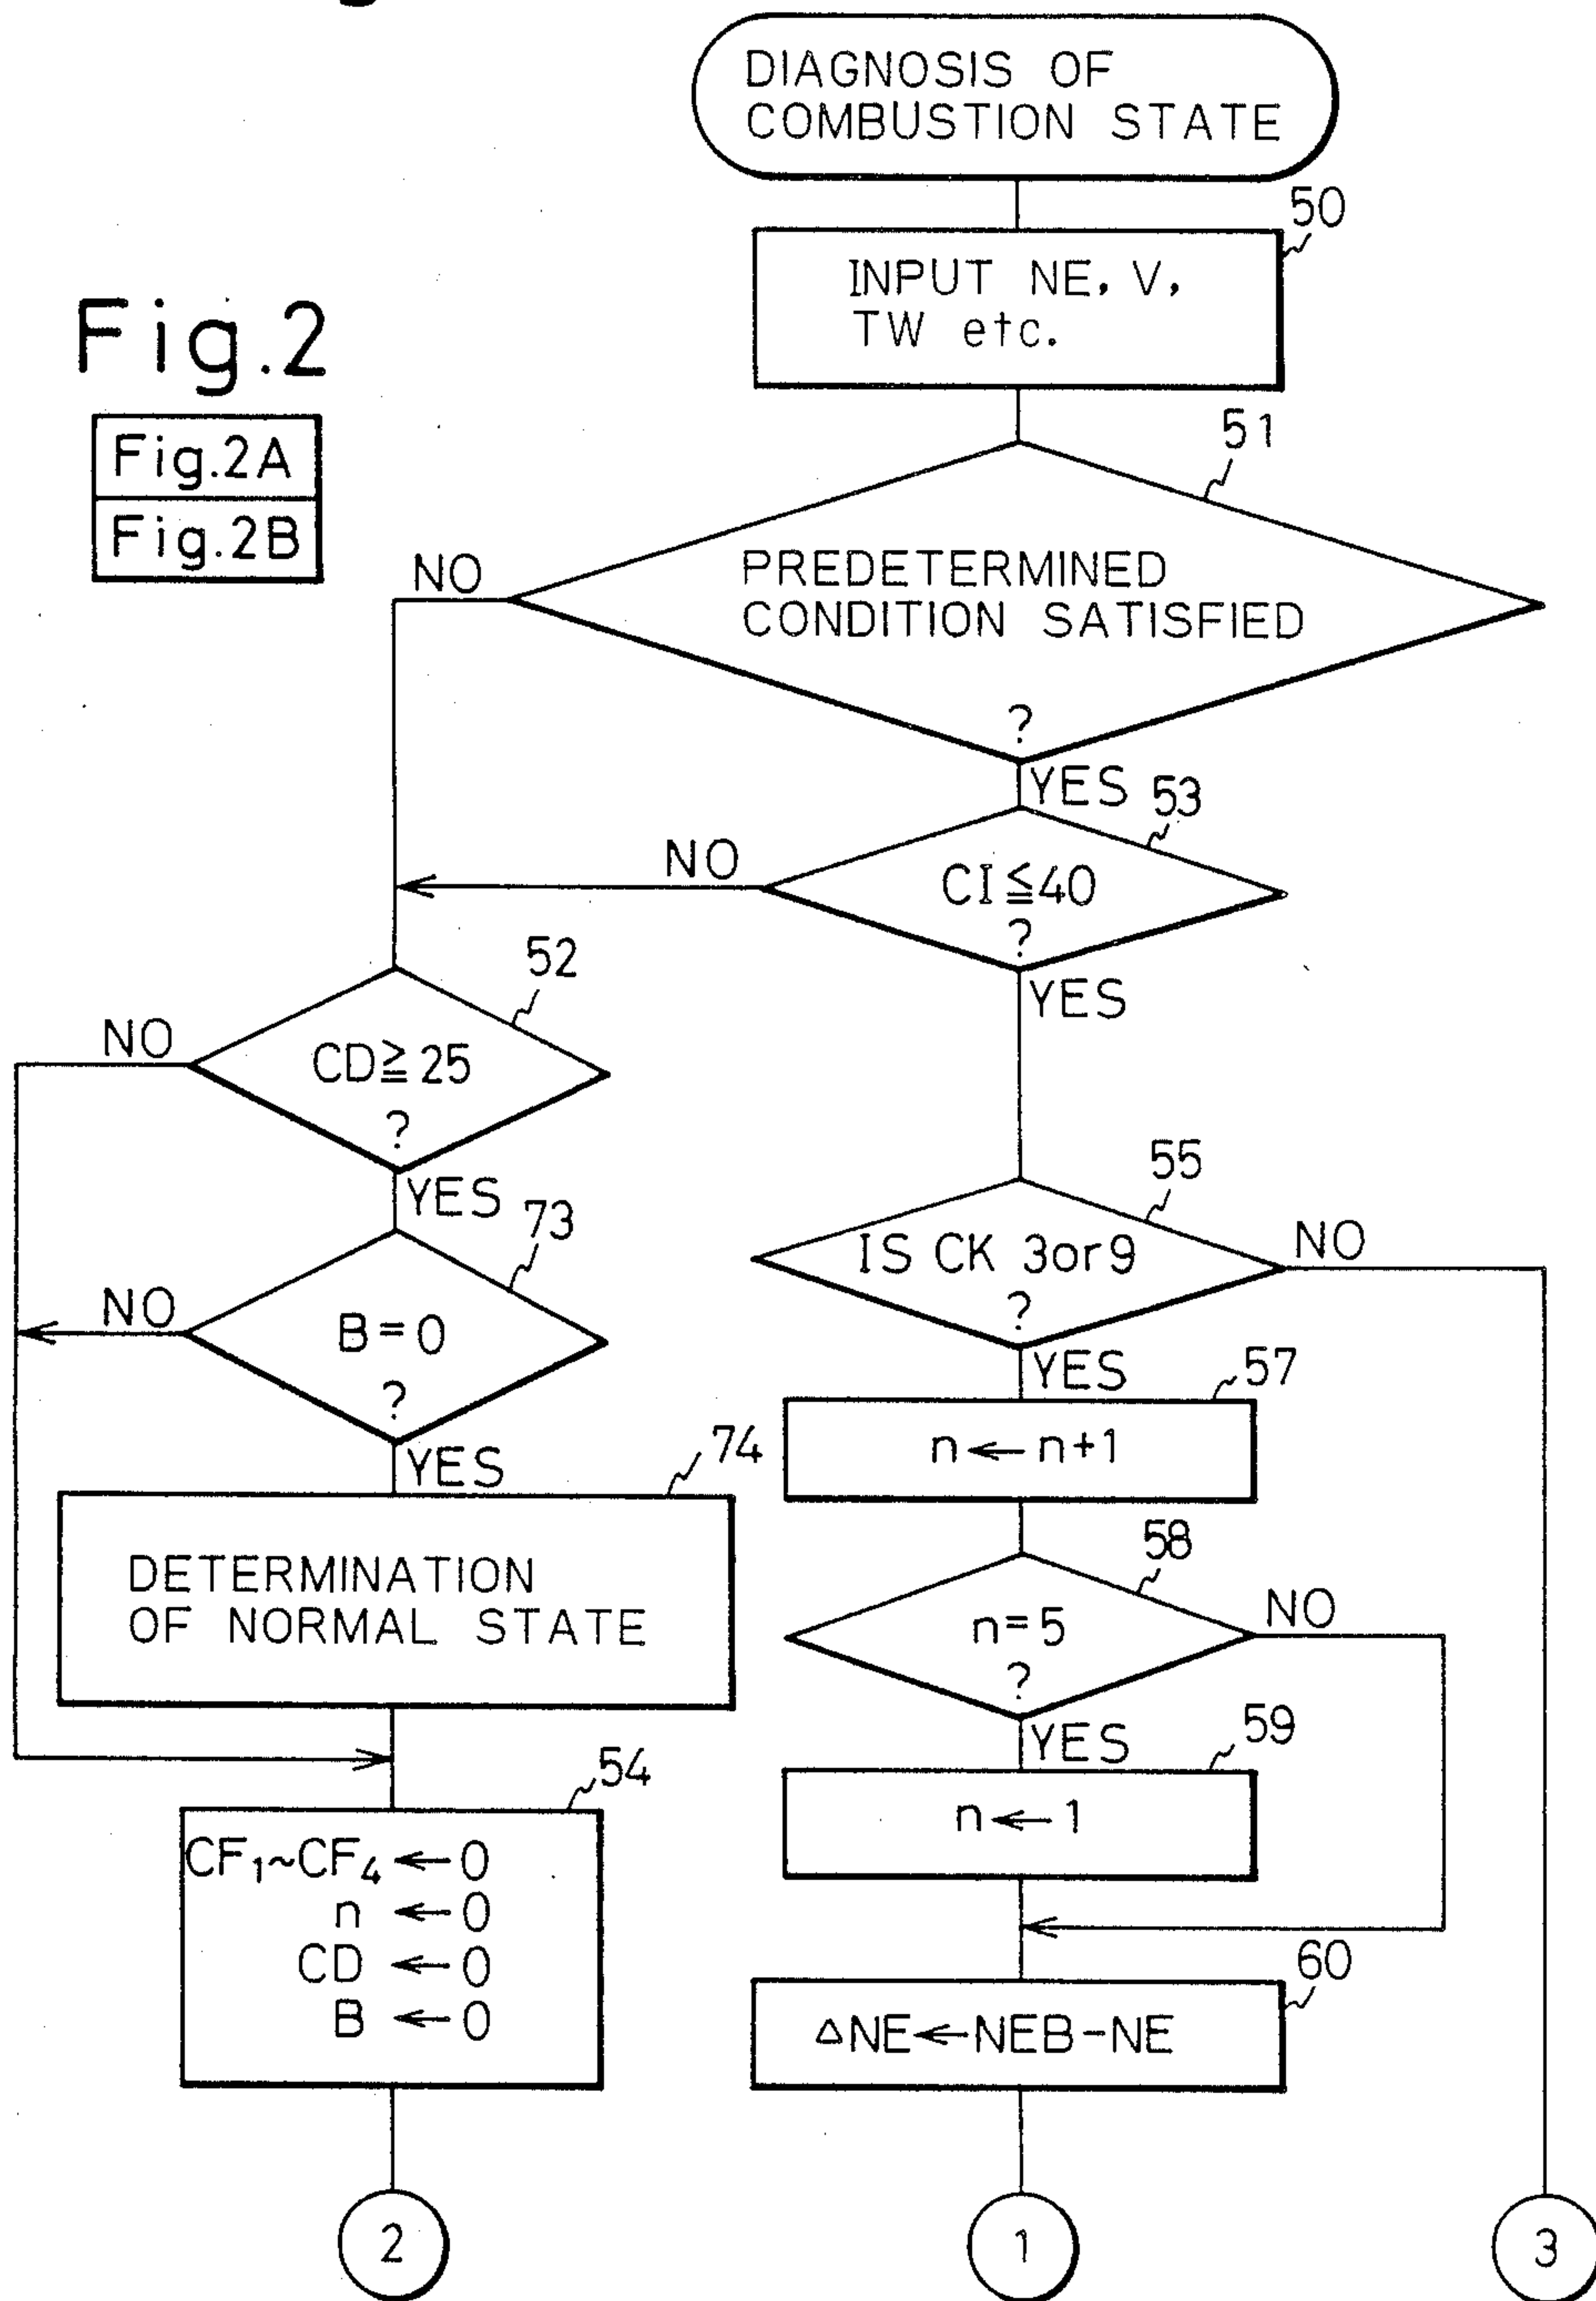 DIAGNOSIS OF
COMBUSTION STATE
50
INPUT NE, V,
TW etc.
Fig.2
Fig.2A
Fig.2B
51
NO
PREDETERMINED
CONDITION SATISFIED
?
YES
53
NO
CI≦40
?
YES
52
NO
CD≧25
?
YES
55
IS CK 3or9
?
NO
YES
73
NO
B=0
?
YES
57
n←n+1
74
DETERMINATION
OF NORMAL STATE
58
n=5
?
NO
YES
59
n←1
54
CF₁~CF₄←0
n←0
CD←0
B←0
60
△NE←NEB-NE
2
1
3